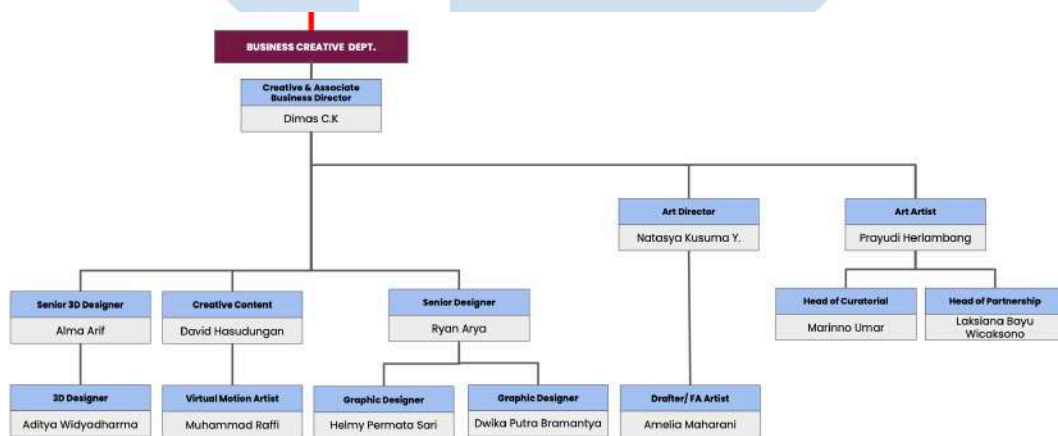 BUSINESS CREATIVE DEPT.
Creative & Associate
Business Director
Dimas C.K
Art Director
Natasya Kusuma Y.
Art Artist
Prayudi Herlambang
Senior 3D Designer
Alma Arif
Creative Content
David Hasudungan
Senior Designer
Ryan Arya
Head of Curatorial
Marinno Umar
Head of Partnership
Laksiana Bayu
Wicaksono
3D Designer
Aditya Widyadharma
Virtual Motion Artist
Muhammad Raffi
Graphic Designer
Helmy Permata Sari
Graphic Designer
Dwika Putra Bramantya
Drafter/ FA Artist
Amelia Maharani